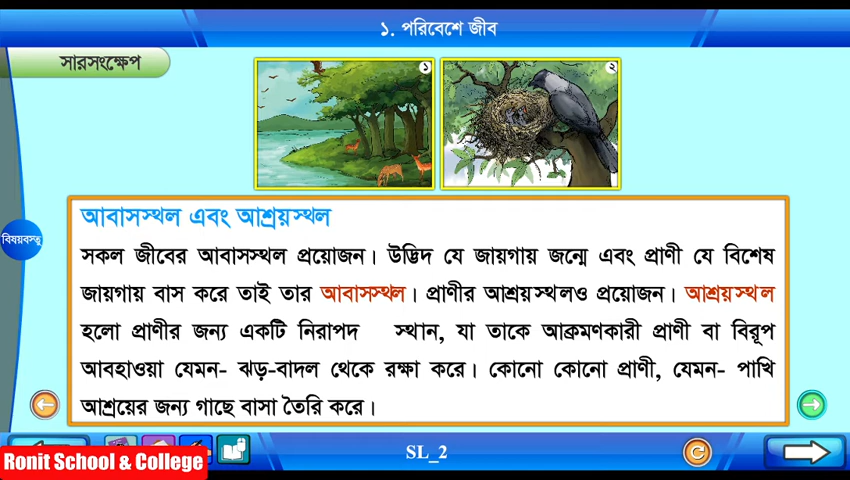 ১. পরিবেশে জীব
সারসংক্ষেপ
১
২
আবাসস্থল এবং আশ্রয়স্থল
বিষয়বস্তু
সকল জীবের আবাসস্থল প্রয়োজন। উদ্ভিদ যে জায়গায় জন্মে এবং প্রাণী যে বিশেষ
জায়গায় বাস করে তাই তার আবাসস্থল। প্রাণীর আশ্রয়স্থলও প্রয়োজন। আশ্রয়স্থল
হলো প্রাণীর জন্য একটি নিরাপদ স্থান, যা তাকে আক্রমণকারী প্রাণী বা বিরূপ
আবহাওয়া যেমন- ঝড়-বাদল থেকে রক্ষা করে। কোনো কোনো প্রাণী, যেমন- পাখি
আশ্রয়ের জন্য গাছে বাসা তৈরি করে।
SL_2
Ronit School & College